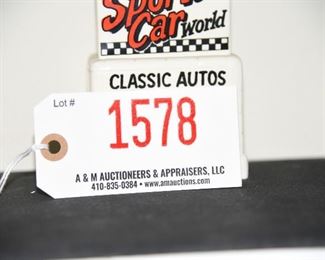 Sports
Car world
CLASSIC AUTOS
Lot #
1578
A & M AUCTIONEERS & APPRAISERS, LLC
410-835-0384 • www.amauctions.com